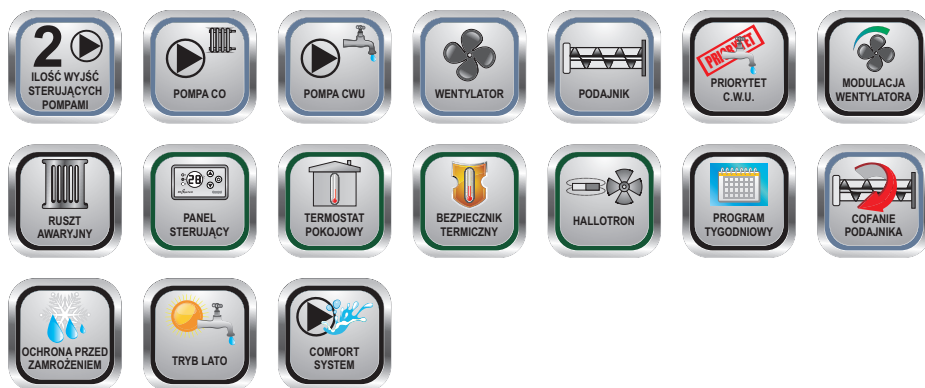 2
ILOŚĆ WYJŚĆ
STERUJĄCYCH
POMPAMI
POMPA CO
POMPA CWU
WENTYLATOR
PODAJNIK
PRIORYTET
PRIORYTET
C.W.U.
MODULACJA
WENTYLATORA
RUSZT
AWARYJNY
28
PANEL
STERUJĄCY
TERMOSTAT
POKOJOWY
BEZPIECZNIK
TERMICZNY
HALLOTRON
PROGRAM
TYGODNIOWY
COFANIE
PODAJNIKA
OCHRONA PRZED
ZAMROŻENIEM
TRYB LATO
COMFORT
SYSTEM